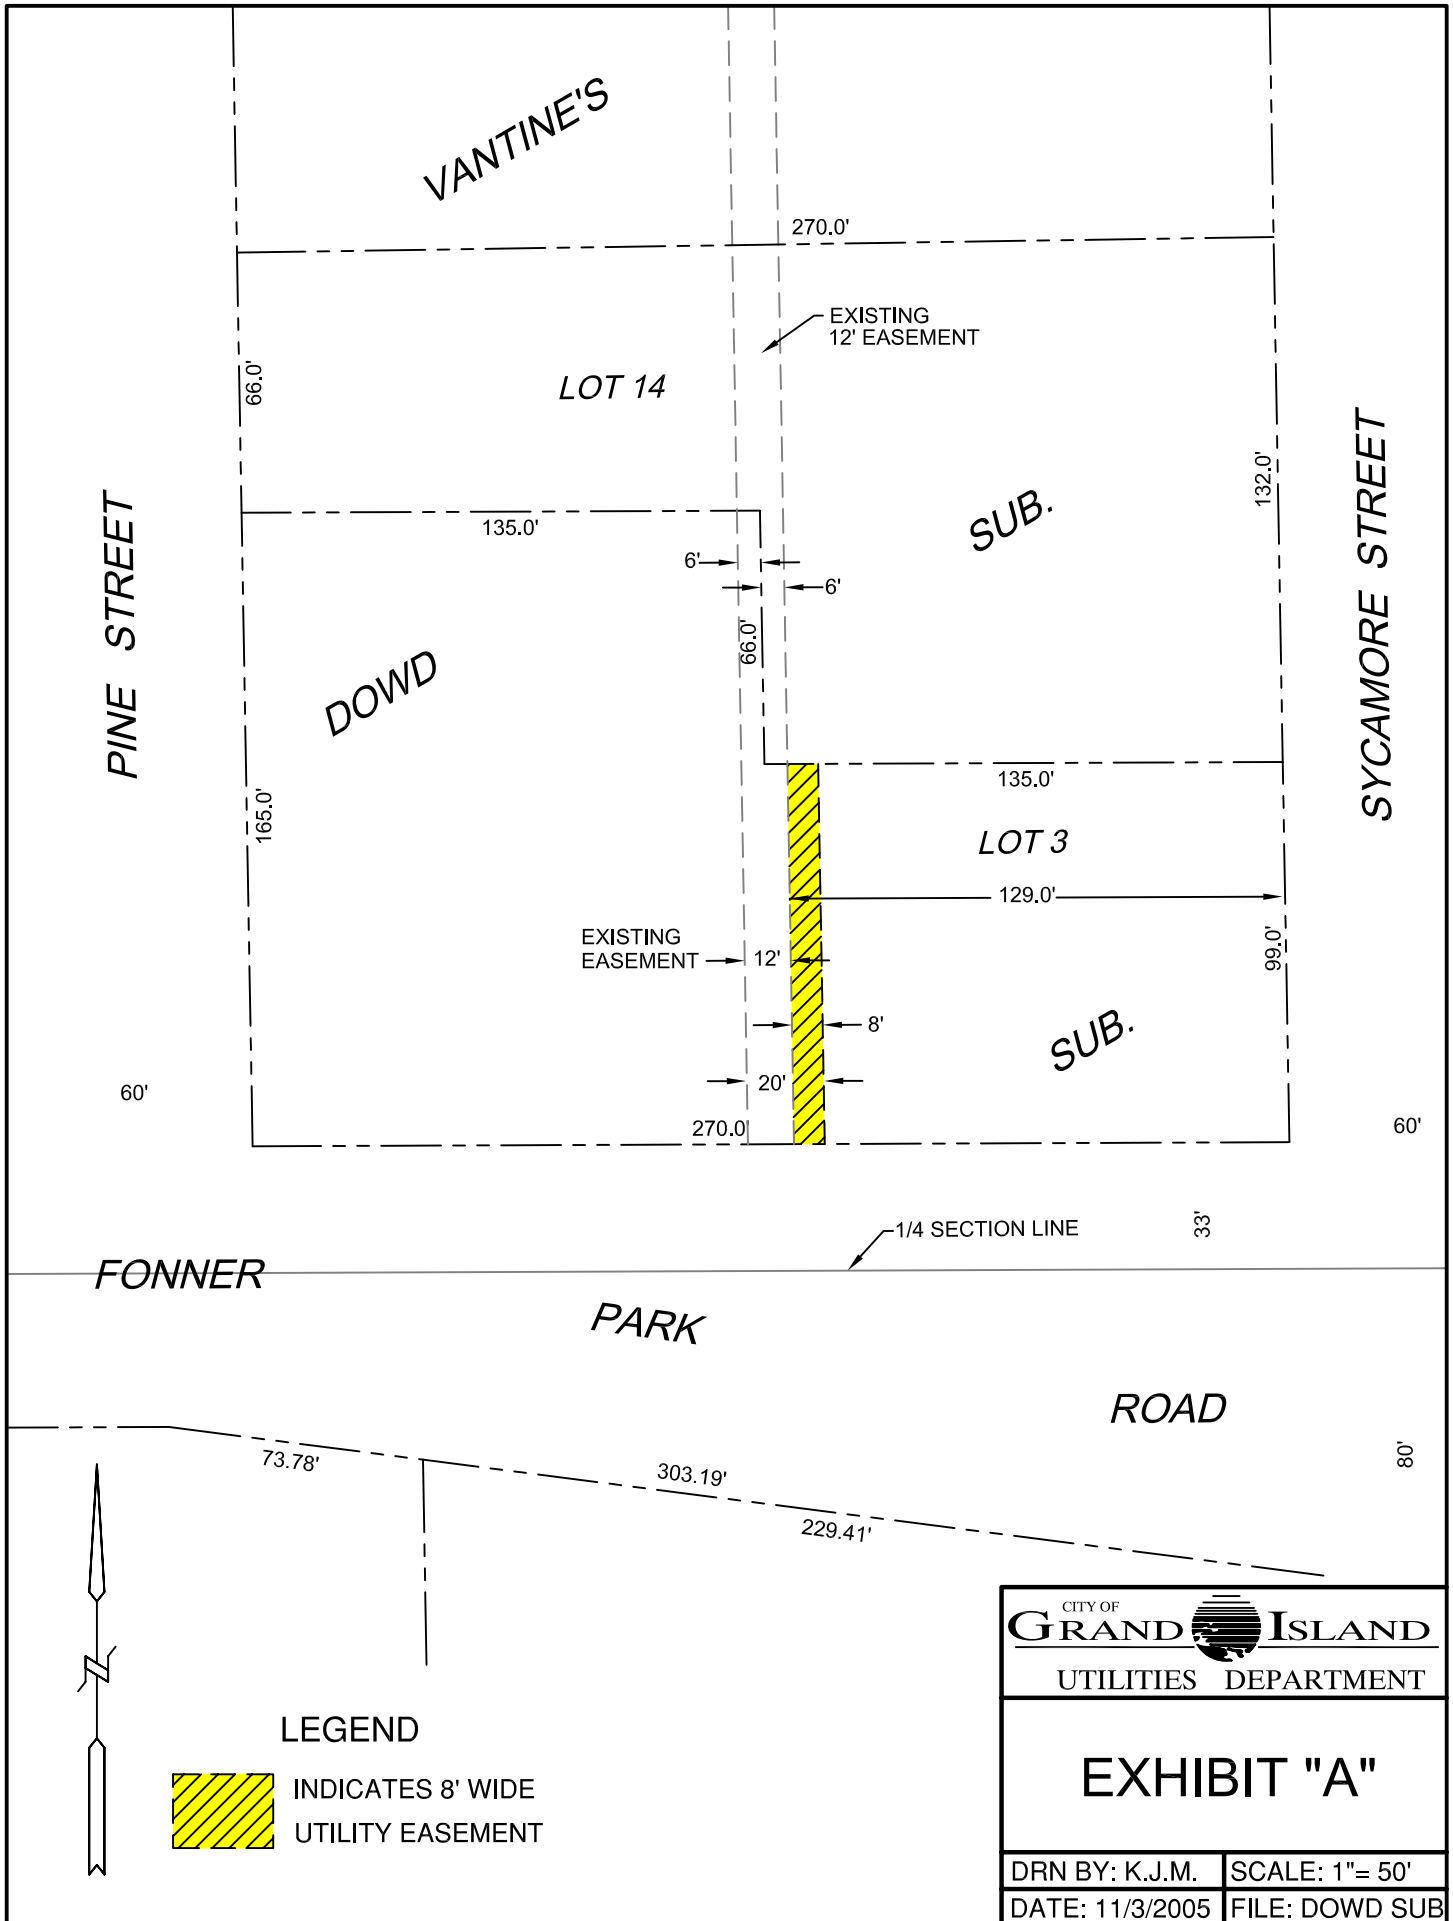 VANTINE'S
270.0'
EXISTING
12' EASEMENT
66.0'
LOT 14
132.0'
SUB.
135.0'
6'
6'
66.0'
PINE STREET
SYCAMORE STREET
DOWD
135.0'
165.0'
LOT 3
129.0'
EXISTING
EASEMENT
12'
99.0'
8'
SUB.
20'
60'
270.0'
60'
33'
1/4 SECTION LINE
FONNER
PARK
ROAD
73.78'
303.19'
229.41'
80'
LEGEND
INDICATES 8' WIDE
UTILITY EASEMENT
CITY OF
GRAND ISLAND
UTILITIES DEPARTMENT
EXHIBIT "A"
DRN BY: K.J.M.
SCALE: 1"= 50'
DATE: 11/3/2005
FILE: DOWD SUB